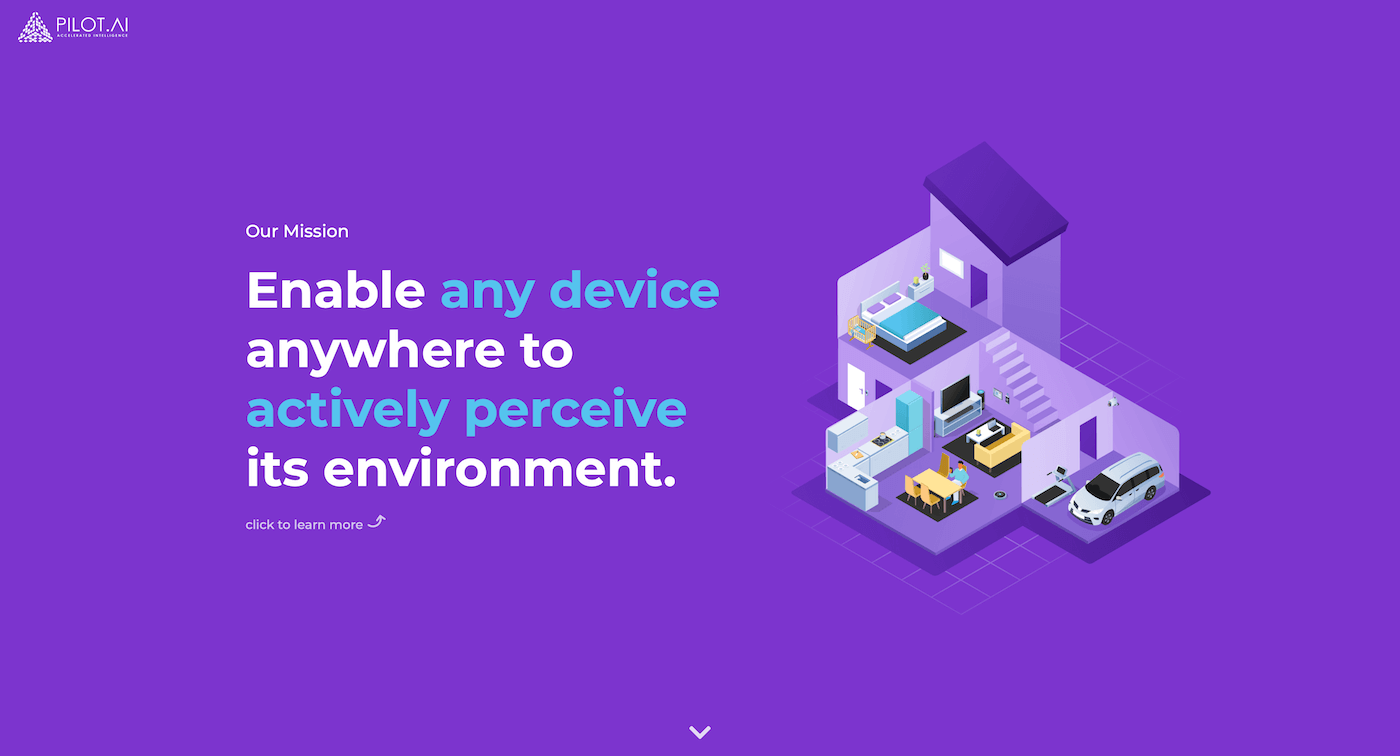 PILOT.AI
ACCELERATED INTELLIGENCE
Our Mission
Enable any device
anywhere to
actively perceive
its environment.
click to learn more